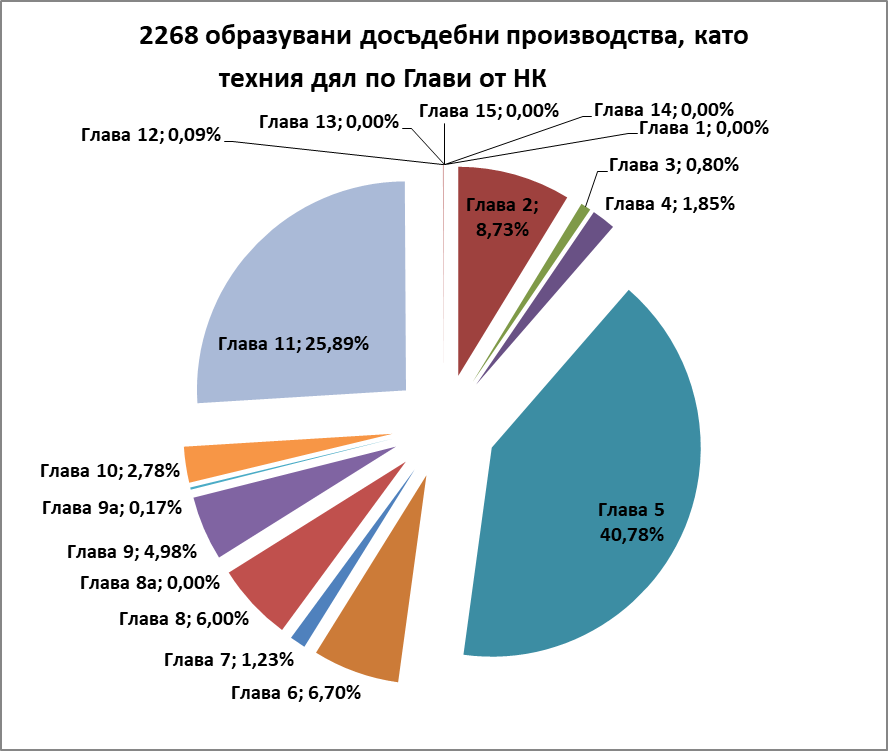 2268 образувани досъдебни производства, като
техния дял по Глави от НК
Глава 15; 0,00%
Глава 14; 0,00%
Глава 13; 0,00%
Глава 1; 0,00%
Глава 12; 0,09%
Глава 3; 0,80%
Глава 2;
8,73%
Глава 4; 1,85%
Глава 11; 25,89%
Глава 10; 2,78%
Глава 5
40,78%
Глава 9а; 0,17%
Глава 9; 4,98%
Глава 8а; 0,00%
Глава 8; 6,00%
Глава 7; 1,23%
Глава 6; 6,70%